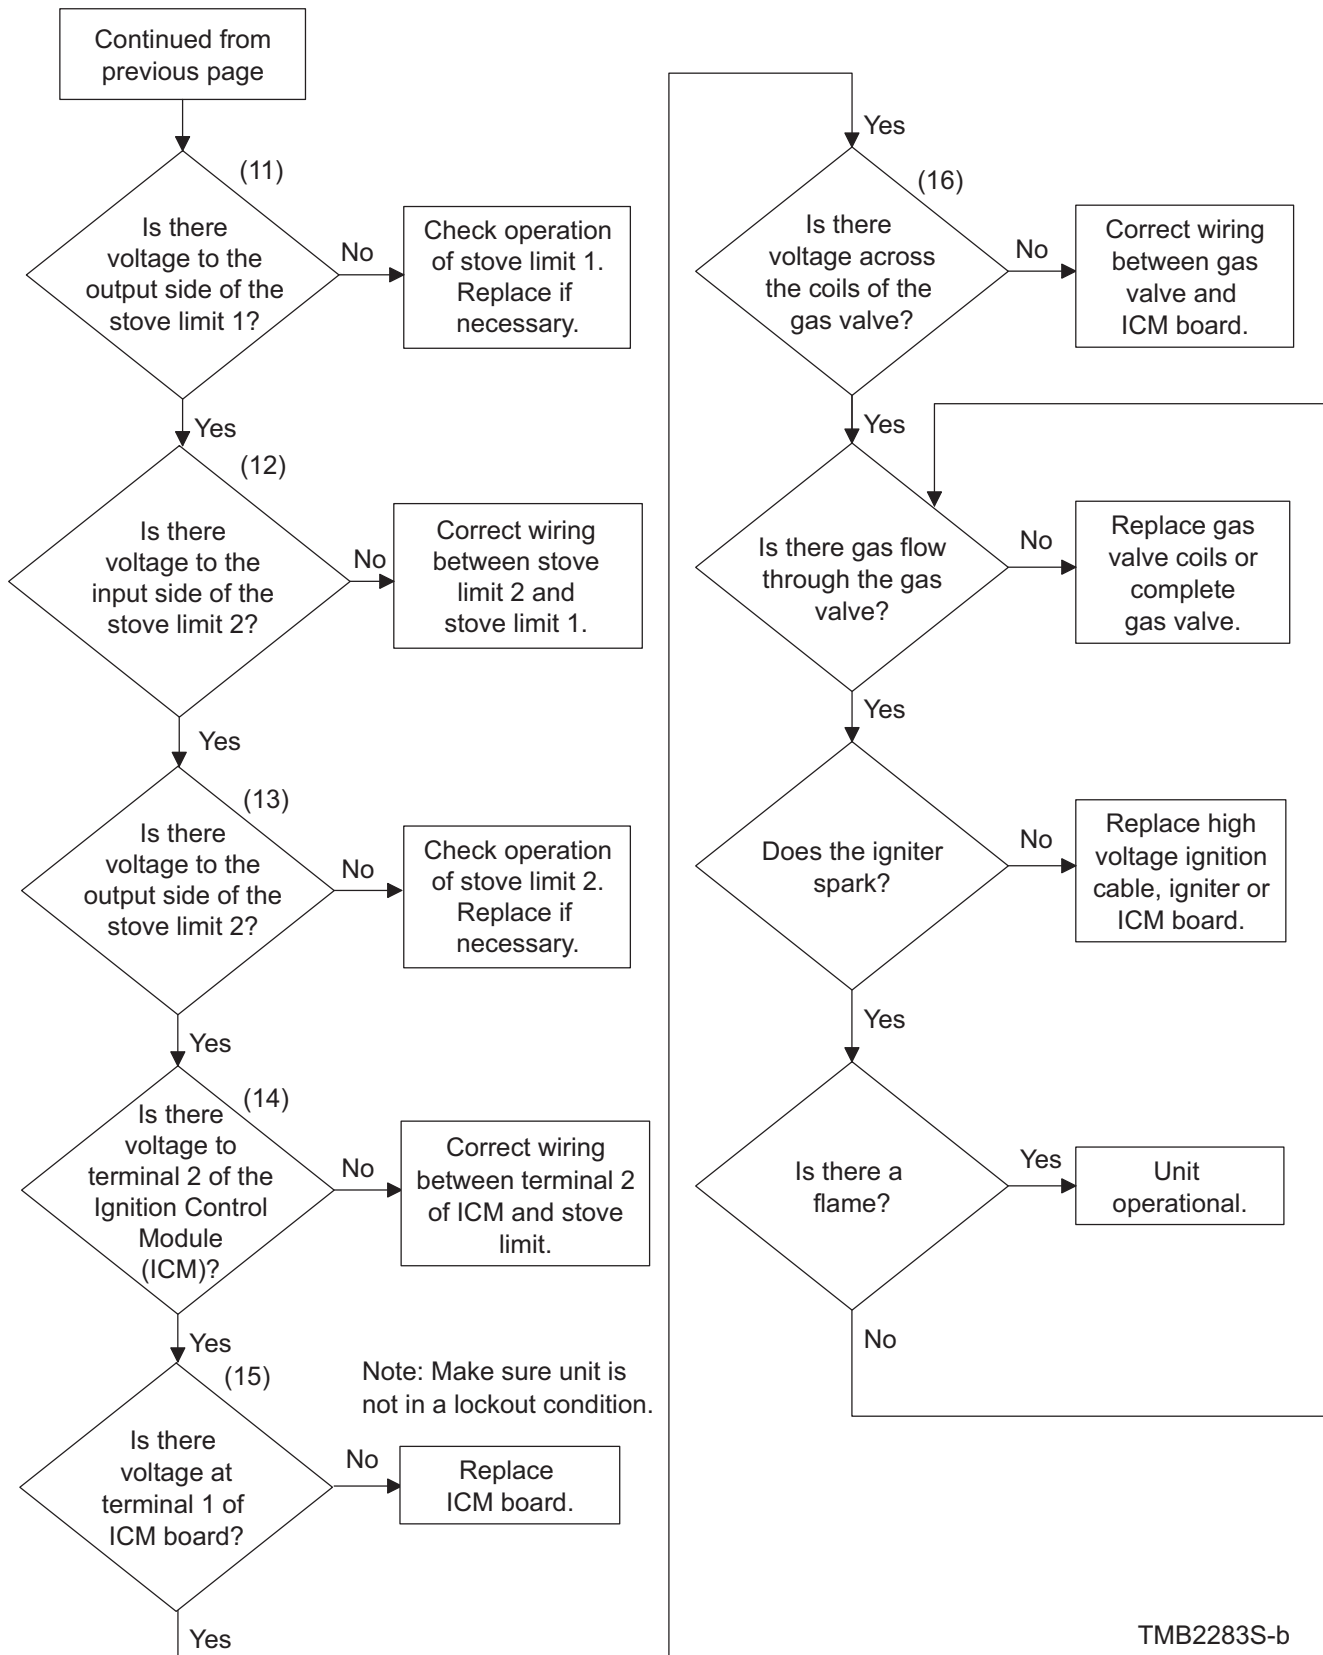 Continued from
previous page
(11)
Is there
voltage to the
output side of the
stove limit 1?
No
Check operation
of stove limit 1.
Replace if
necessary.
Yes
(12)
Is there
voltage to the
input side of the
stove limit 2?
No
Correct wiring
between stove
limit 2 and
stove limit 1.
Yes
(13)
Is there
voltage to the
output side of the
stove limit 2?
No
Check operation
of stove limit 2.
Replace if
necessary.
Yes
(14)
Is there
voltage to
terminal 2 of the
Ignition Control
Module
(ICM)?
No
Correct wiring
between terminal 2
of ICM and stove
limit.
Yes
(15)
Note: Make sure unit is
not in a lockout condition.
Is there
voltage at
terminal 1 of
ICM board?
No
Replace
ICM board.
Yes
Yes
(16)
Is there
voltage across
the coils of the
gas valve?
No
Correct wiring
between gas
valve and
ICM board.
Yes
Is there gas flow
through the gas
valve?
No
Replace gas
valve coils or
complete
gas valve.
Yes
Does the igniter
spark?
No
Replace high
voltage ignition
cable, igniter or
ICM board.
Yes
Is there a
flame?
Yes
Unit
operational.
No
TMB2283S-b